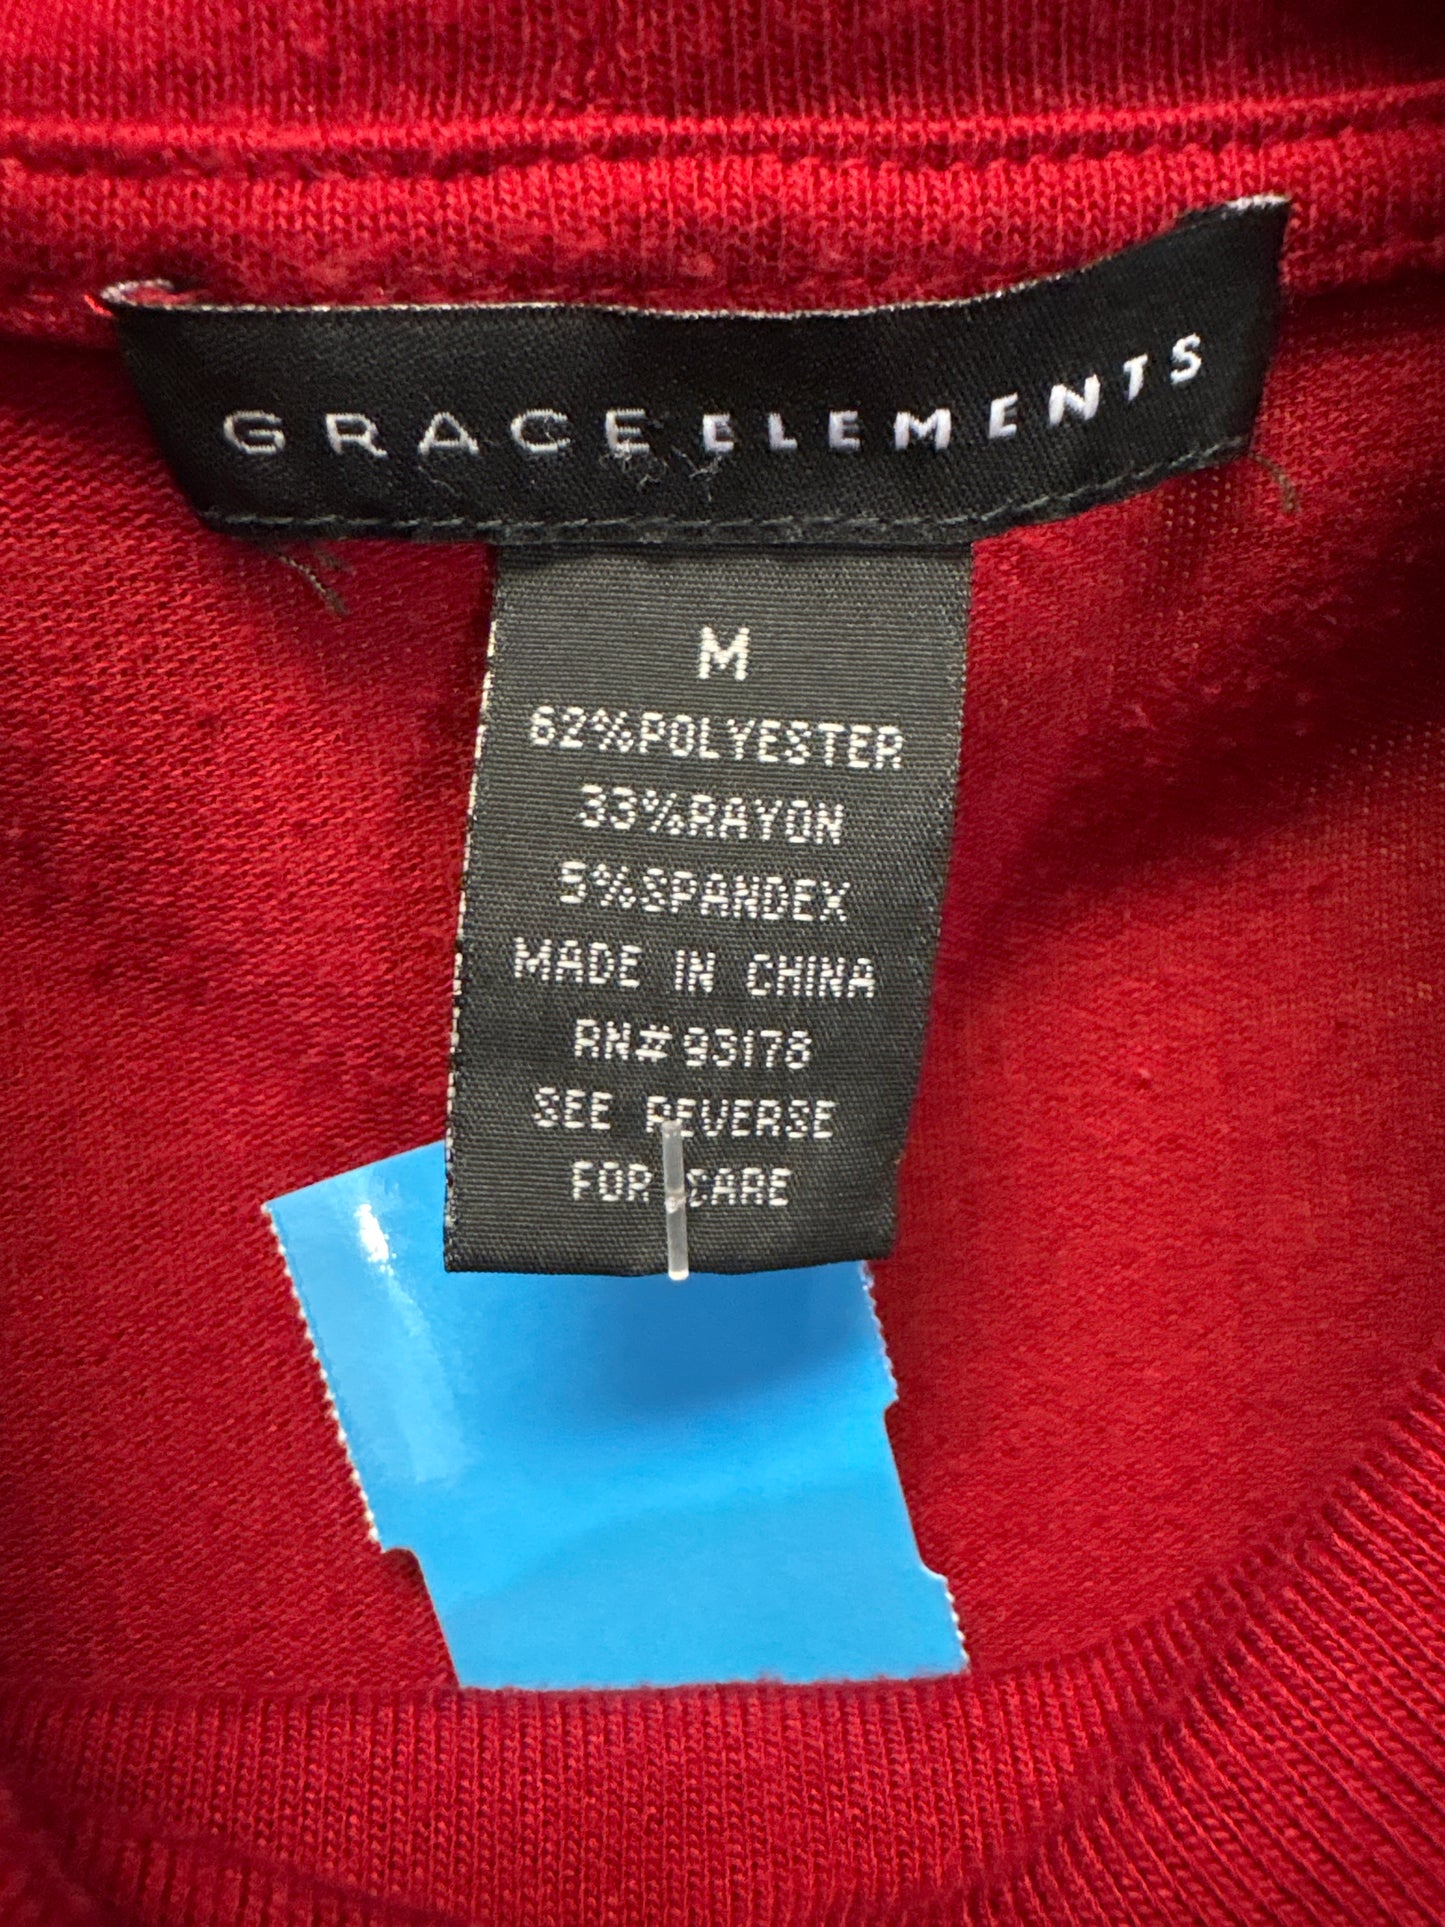 GRACE ELEMENTS
M
62%POLYESTER
33%RAYON
5%SPANDEX
MADE IN CHINA
RN#93178
SEE REVERSE
FOR CARE